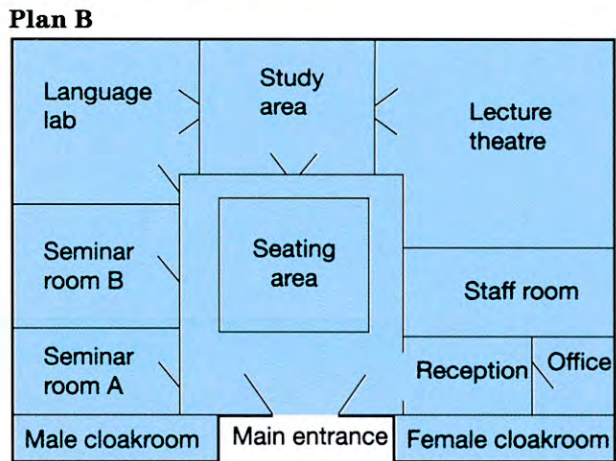 Plan B
Language
lab
Study
area
Lecture
theatre
Seminar
room B
Seating
area
Staff room
Seminar
room A
Reception
Office
Male cloakroom
Main entrance
Female cloakroom